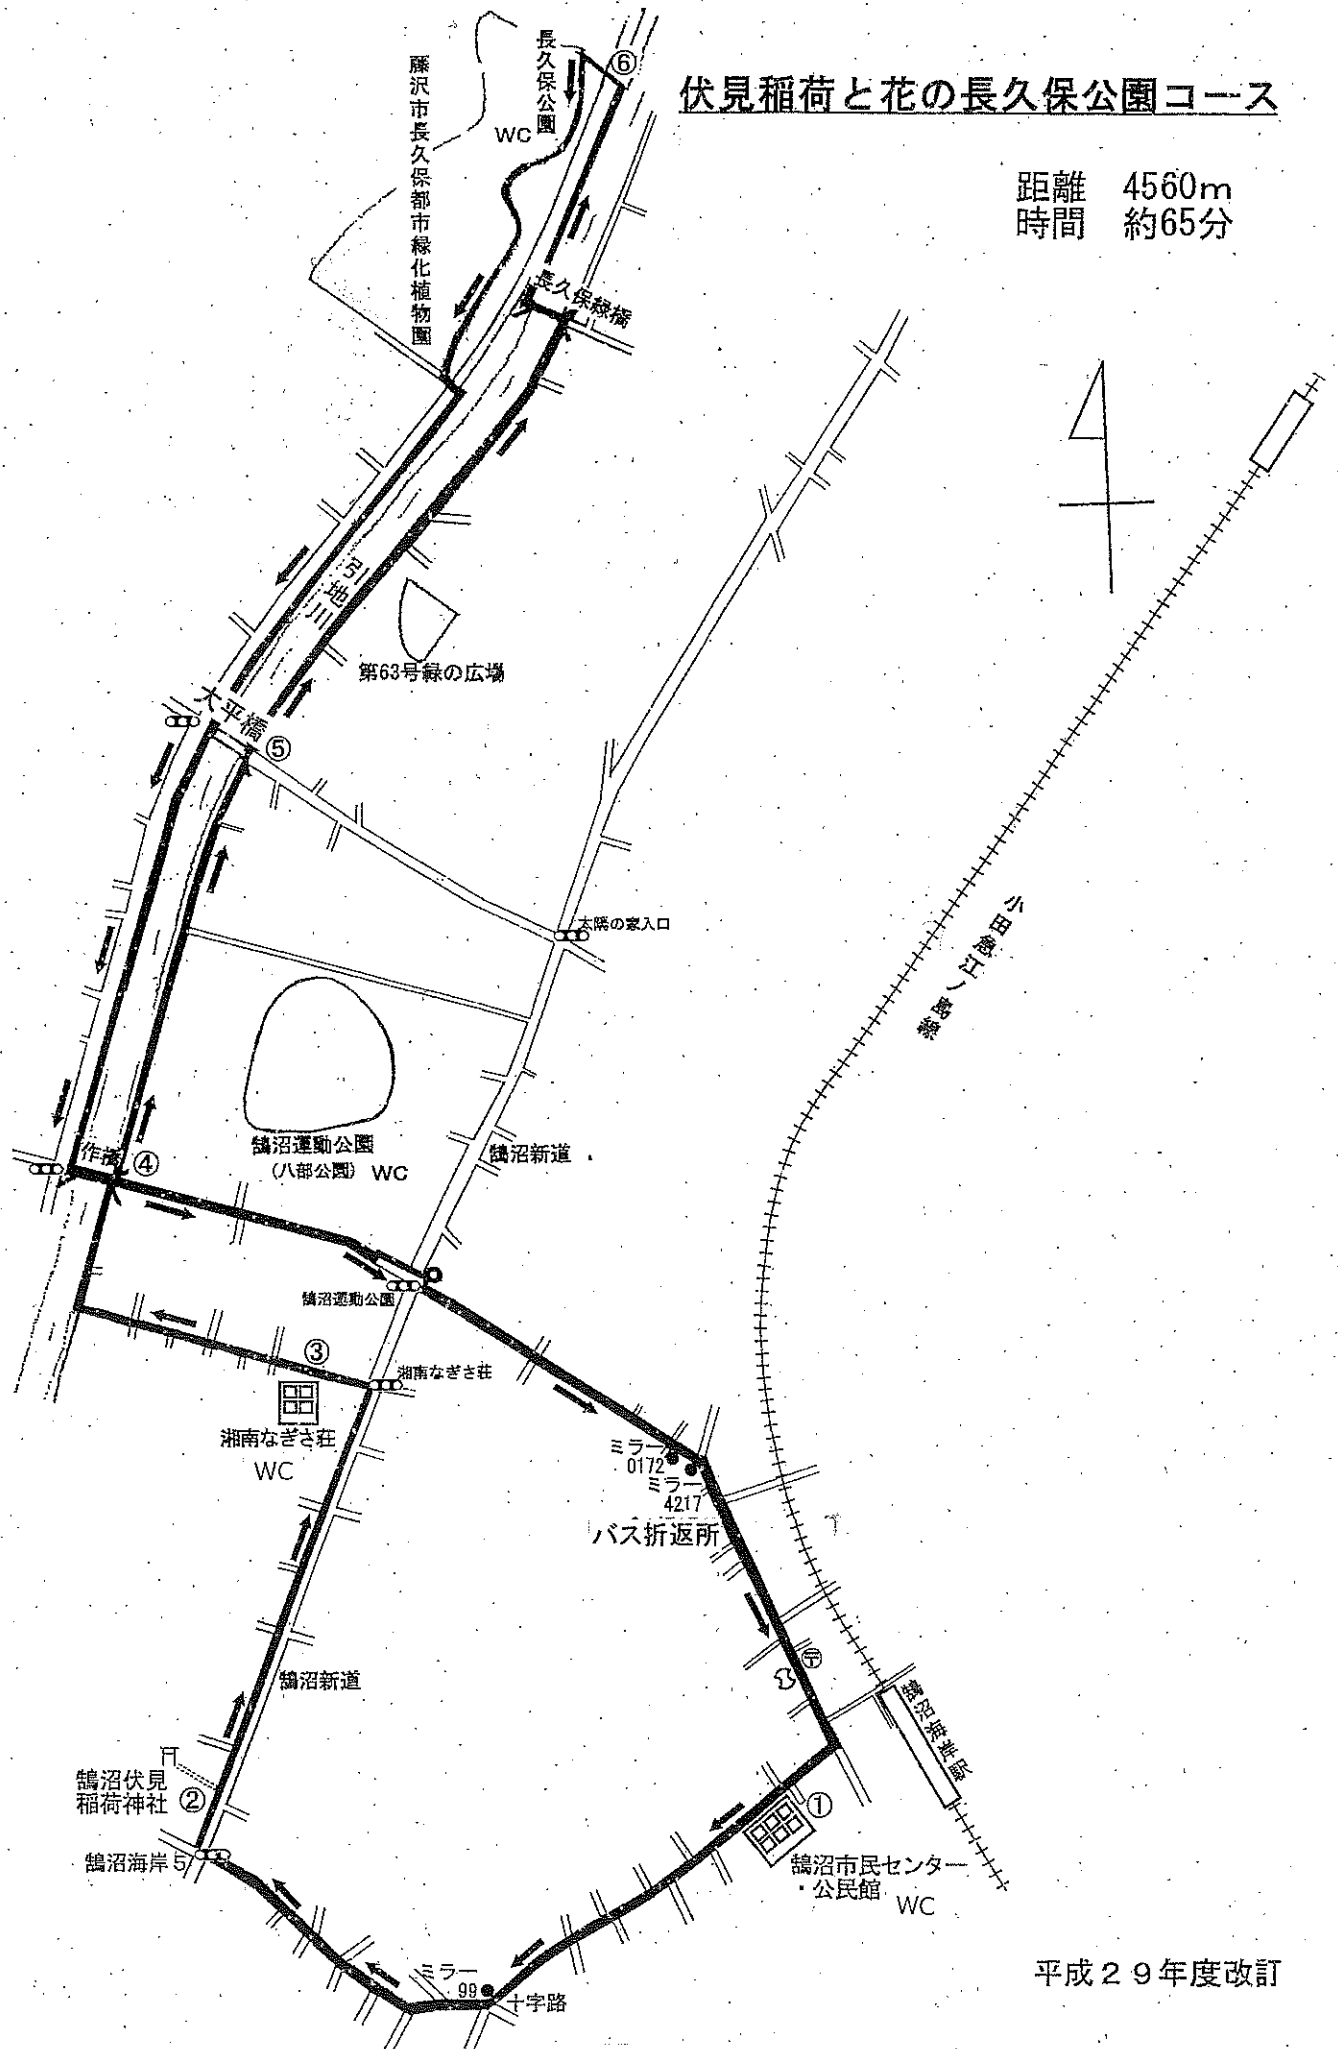 伏見稲荷と花の長久保公園コース
距離　4560m
時間　約65分
⑥
長久保公園
WC
藤沢市長久保都市緑化植物園
長久保緑橋
引地川
第63号緑の広場
太平橋
⑤
太陽の家入口
小田急江ノ島線
作橋
④
鵠沼運動公園
(八部公園) WC
鵠沼新道
鵠沼運動公園
③
湘南なぎさ荘
湘南なぎさ荘
WC
ミラー
0172
ミラー
4217
バス折返所
鵠沼新道
鵠沼海岸駅
鵠沼伏見
稲荷神社
②
鵠沼海岸5
①
鵠沼市民センター
・公民館
WC
ミラー
99
十字路
平成２９年度改訂